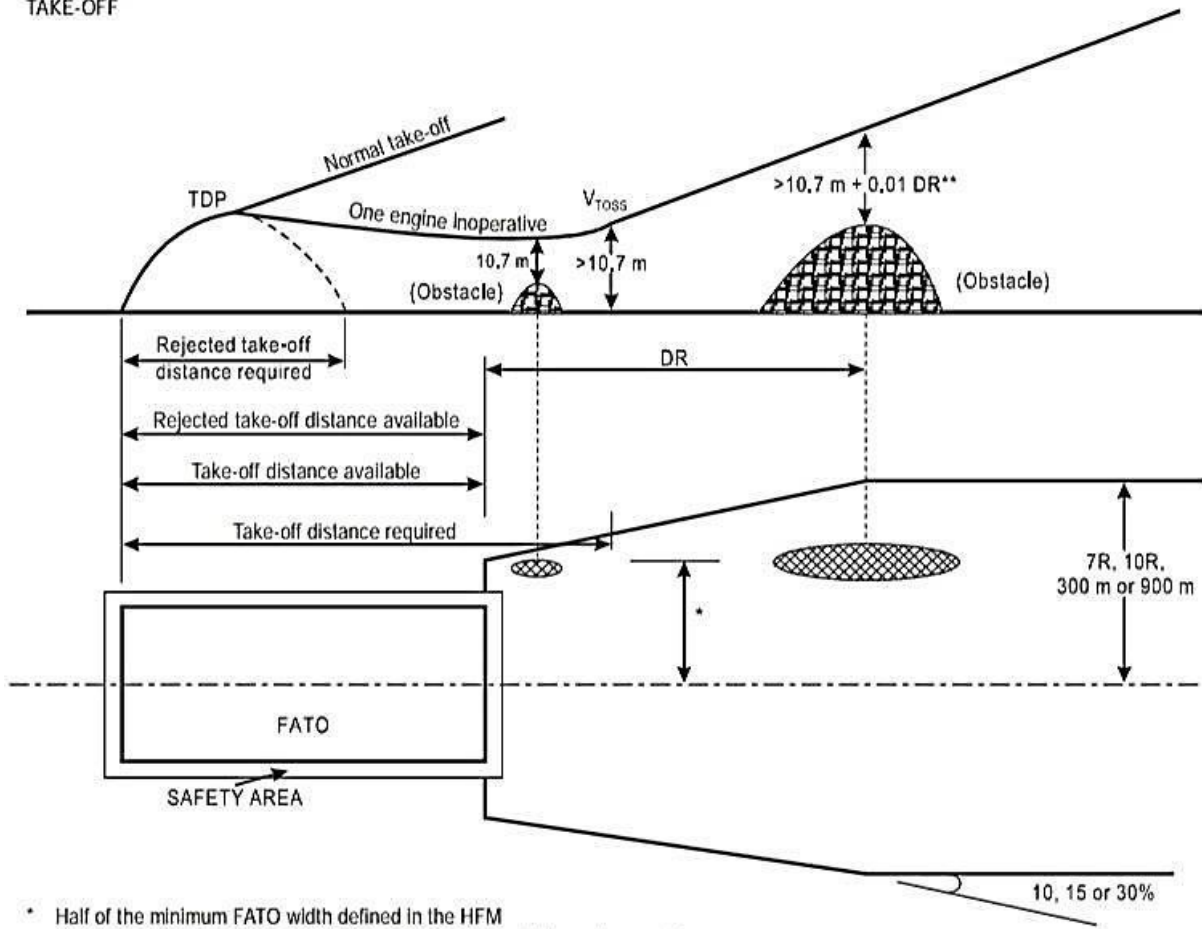 TAKE-OFF
Normal take-off
TDP
V_TOSS
>10.7 m + 0.01 DR**
One engine Inoperative
10.7 m
>10.7 m
(Obstacle)
(Obstacle)
Rejected take-off
distance required
DR
Rejected take-off distance available
Take-off distance available
Take-off distance required
7R, 10R,
300 m or 900 m
*
FATO
SAFETY AREA
10, 15 or 30%
* Half of the minimum FATO width defined in the HFM